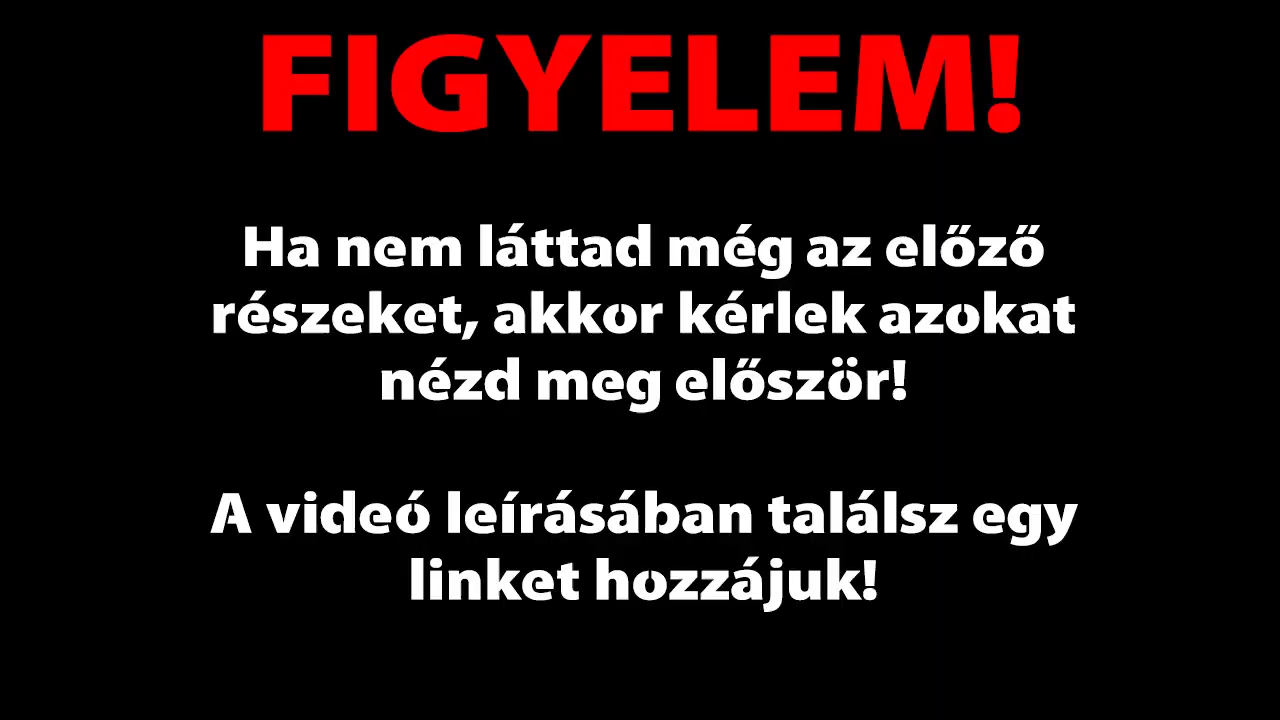 FIGYELEM!
Ha nem láttad még az előző
részeket, akkor kérlek azokat
nézd meg először!
A videó leírásában találsz egy
linket hozzájuk!